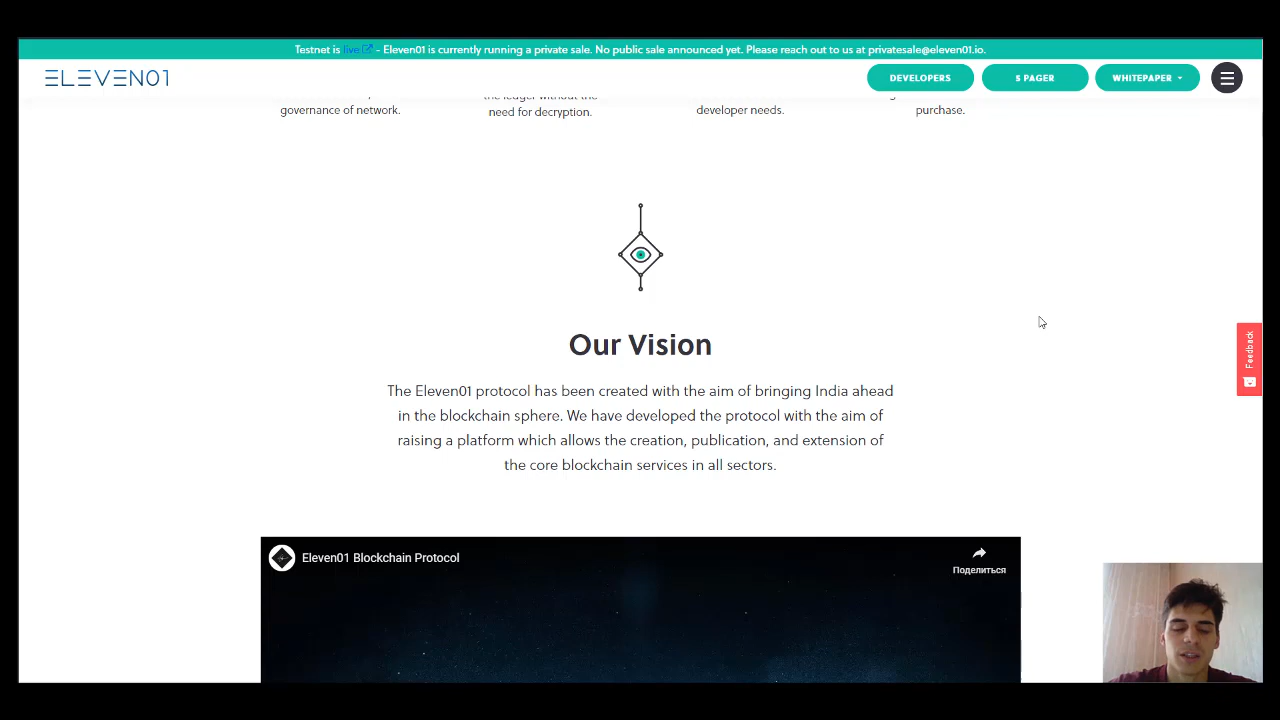 Testnet is live - Eleven01 is currently running a private sale. No public sale announced yet. Please reach out to us at privatesale@eleven01.io.
ELEVEN01
DEVELOPERS
5 PAGER
WHITEPAPER
governance of network.
the ledger without the
need for decryption.
developer needs.
purchase.
Our Vision
The Eleven01 protocol has been created with the aim of bringing India ahead
in the blockchain sphere. We have developed the protocol with the aim of
raising a platform which allows the creation, publication, and extension of
the core blockchain services in all sectors.
Feedback
Eleven01 Blockchain Protocol
Поделиться